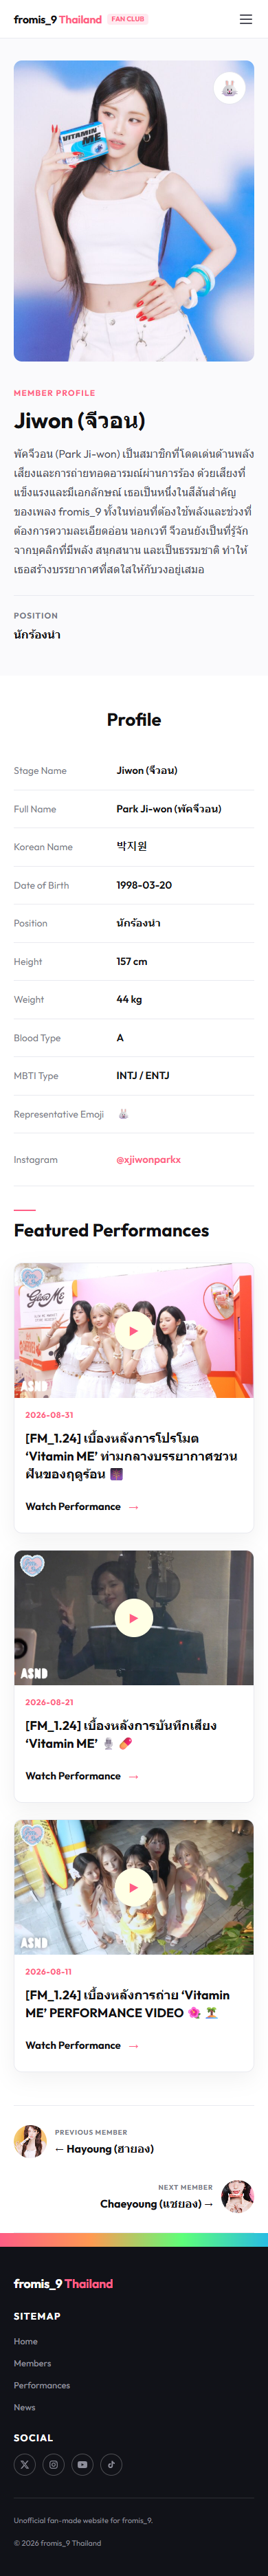 fromis_9 Thailand FAN CLUB
VITAMIN
ME
MEMBER PROFILE
Jiwon (จีวอน)
พัคจีวอน (Park Ji-won) เป็นสมาชิกที่โดดเด่นด้านพลัง
เสียงและการถ่ายทอดอารมณ์ผ่านการร้อง ด้วยเสียงที่
แข็งแรงและมีเอกลักษณ์ เธอเป็นหนึ่งในสีสันสำคัญ
ของเพลง fromis_9 ทั้งในท่อนที่ต้องใช้พลังและช่วงที่
ต้องการความละเอียดอ่อน นอกเวที จีวอนยังเป็นที่รู้จัก
จากบุคลิกที่มีพลัง สนุกสนาน และเป็นธรรมชาติ ทำให้
เธอสร้างบรรยากาศที่สดใสให้กับวงอยู่เสมอ
POSITION
นักร้องนำ
Profile
Stage Name Jiwon (จีวอน)
Full Name Park Ji-won (พัคจีวอน)
Korean Name 박지원
Date of Birth 1998-03-20
Position นักร้องนำ
Height 157 cm
Weight 44 kg
Blood Type A
MBTI Type INTJ / ENTJ
Representative Emoji 🐰
Instagram @xjiwonparkx
Featured Performances
ASND
2026-08-31
[FM_1.24] เบื้องหลังการโปรโมต
‘Vitamin ME’ ท่ามกลางบรรยากาศชวน
ฝันของฤดูร้อน 🎆
Watch Performance →
ASND
2026-08-21
[FM_1.24] เบื้องหลังการบันทึกเสียง
‘Vitamin ME’ 🎙️ 💊
Watch Performance →
ASND
2026-08-11
[FM_1.24] เบื้องหลังการถ่าย ‘Vitamin
ME’ PERFORMANCE VIDEO 🌺 🏝️
Watch Performance →
PREVIOUS MEMBER
← Hayoung (ฮายอง)
NEXT MEMBER
Chaeyoung (แชยอง) →
fromis_9 Thailand
SITEMAP
Home
Members
Performances
News
SOCIAL
Unofficial fan-made website for fromis_9.
© 2026 fromis_9 Thailand